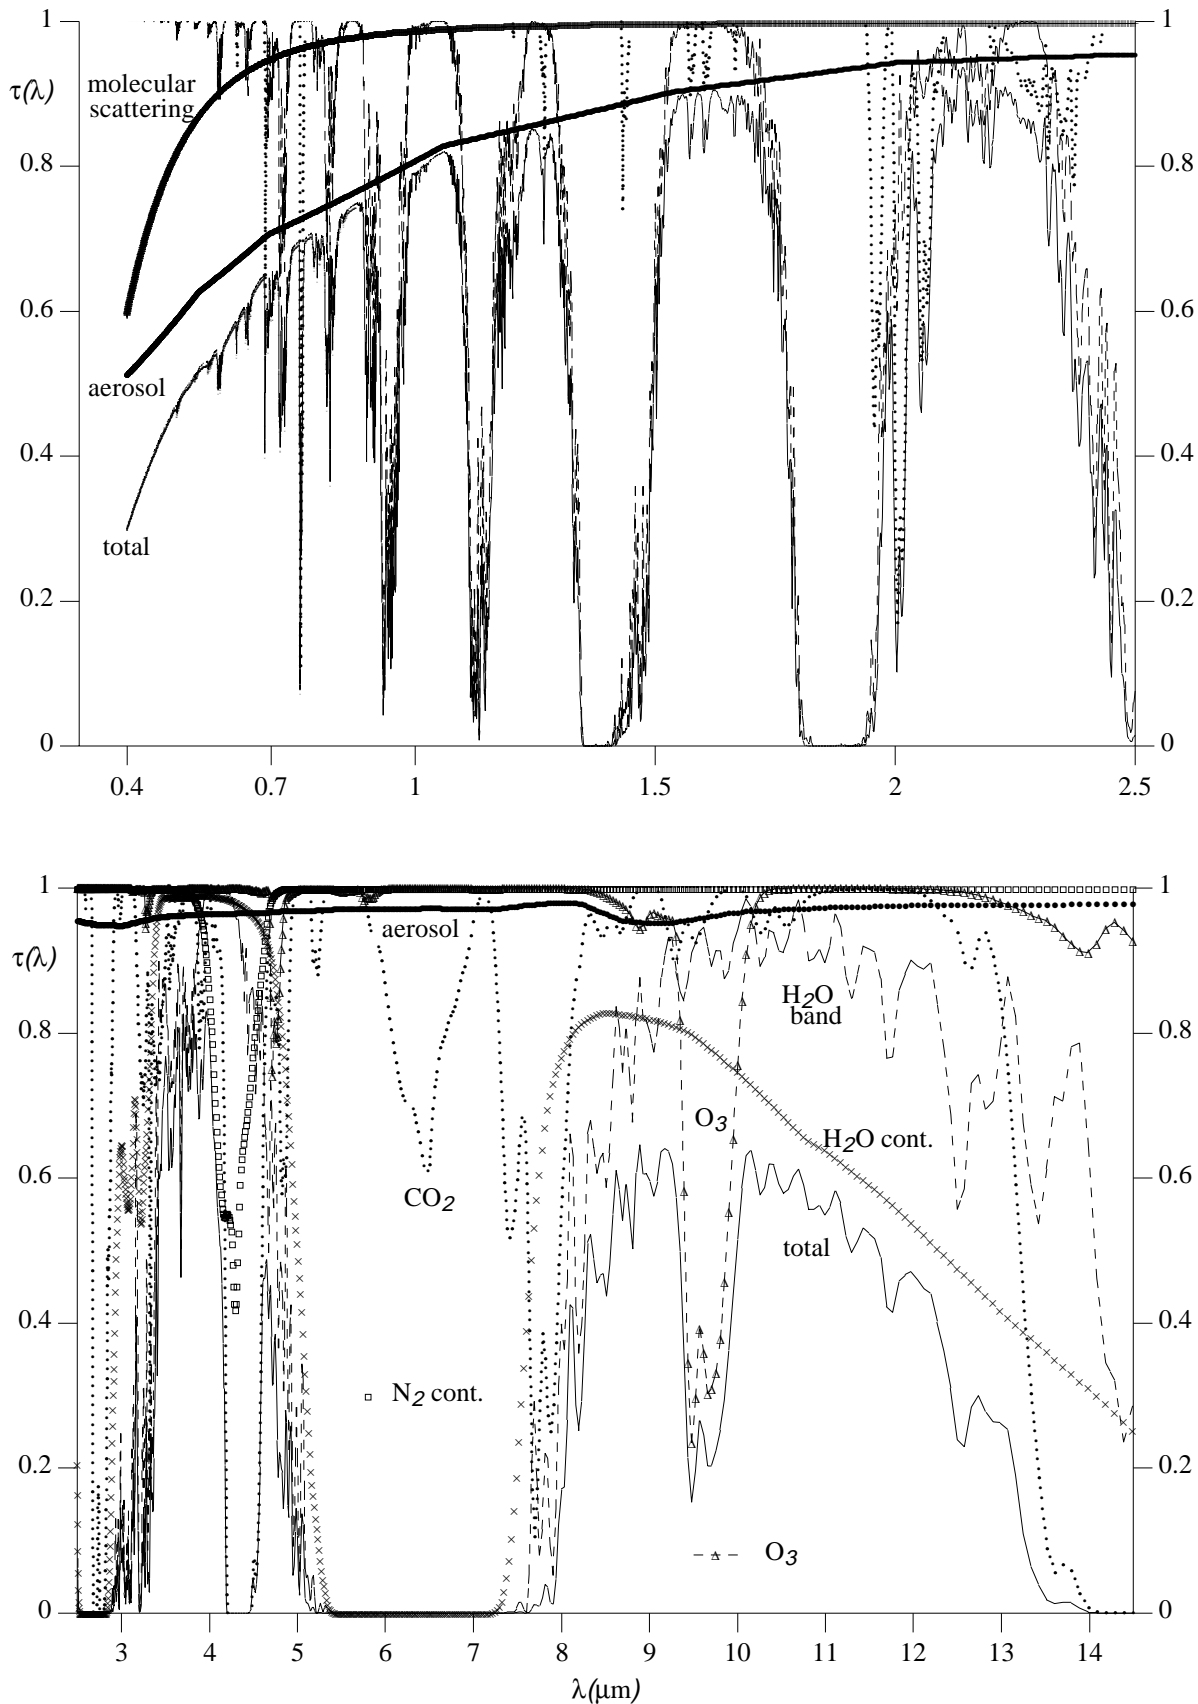 1 1
τ(λ) molecular
scattering
0.8 0.8
0.6 0.6
aerosol
0.4 0.4
total
0.2 0.2
0 0
0.4 0.7 1 1.5 2 2.5
1 1
aerosol
τ(λ)
H₂O
band
0.8 0.8
O₃
H₂O cont.
0.6 0.6
CO₂
total
0.4 0.4
N₂ cont.
0.2 0.2
O₃
0 0
3 4 5 6 7 8 9 10 11 12 13 14
λ(μm)